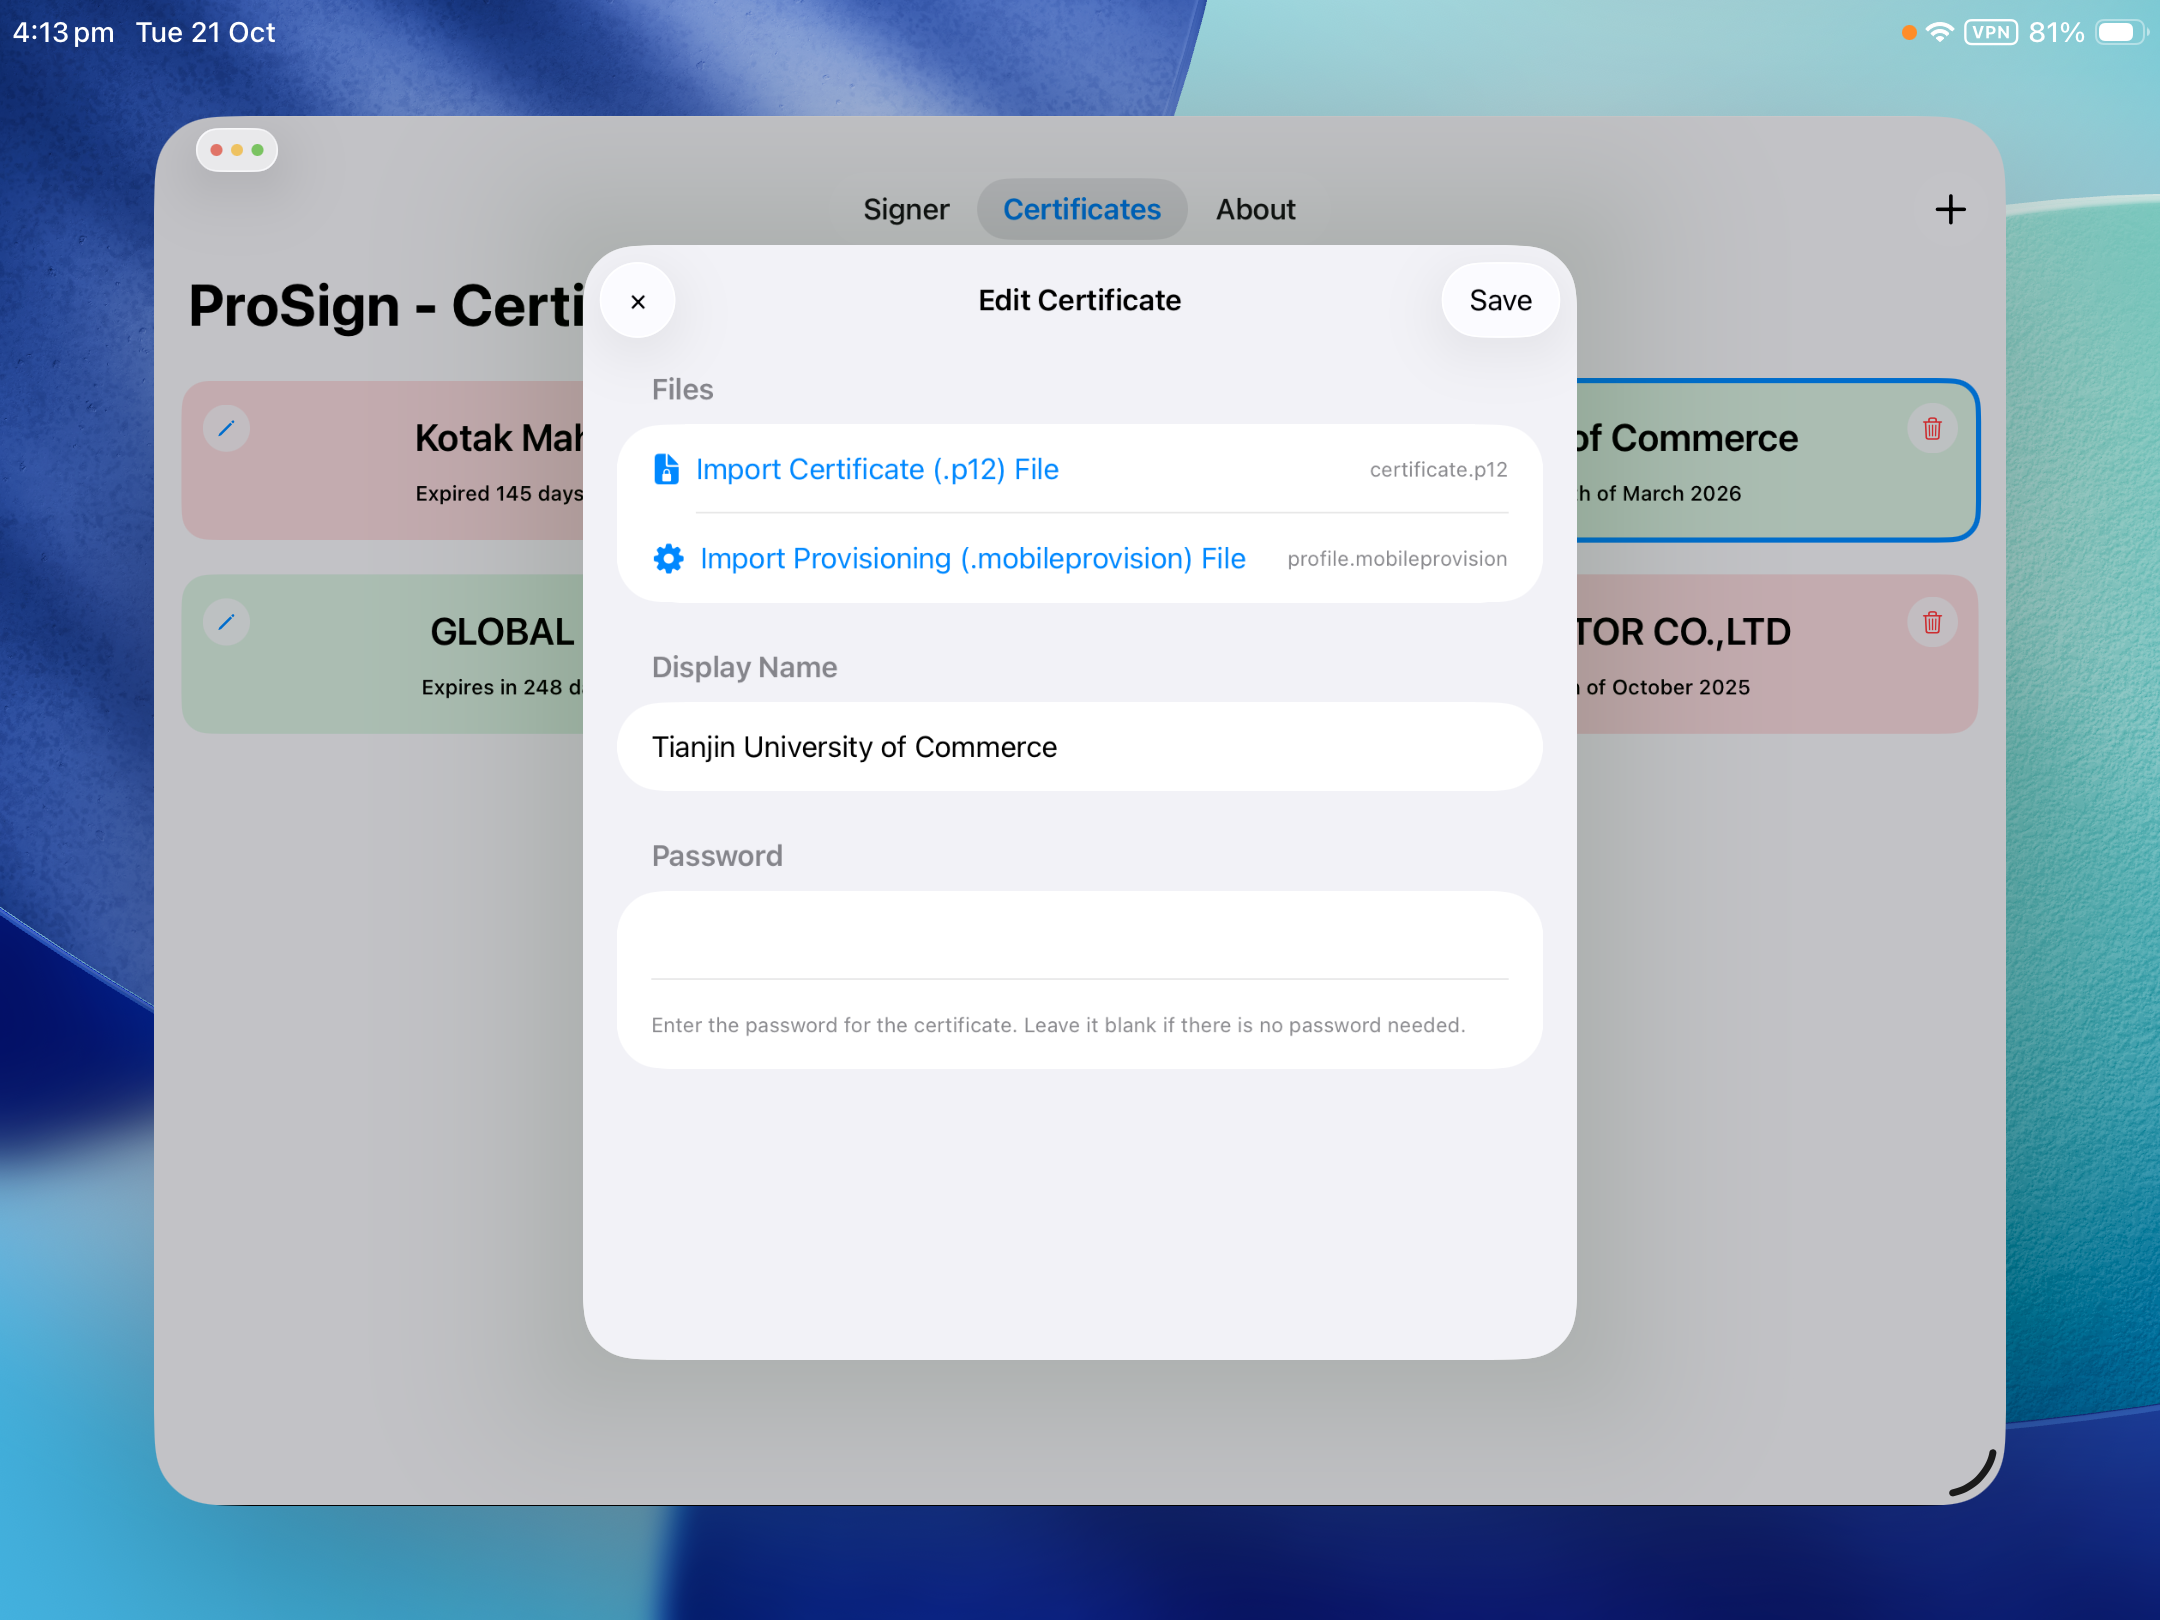 4:13 pm Tue 21 Oct
VPN 81%
Signer Certificates About
ProSign - Certi
Edit Certificate
Save
Files
Import Certificate (.p12) File certificate.p12
Import Provisioning (.mobileprovision) File profile.mobileprovision
Display Name
Tianjin University of Commerce
Password
Enter the password for the certificate. Leave it blank if there is no password needed.
Kotak Mah
Expired 145 days
of Commerce
h of March 2026
GLOBAL
Expires in 248 d
TOR CO.,LTD
of October 2025